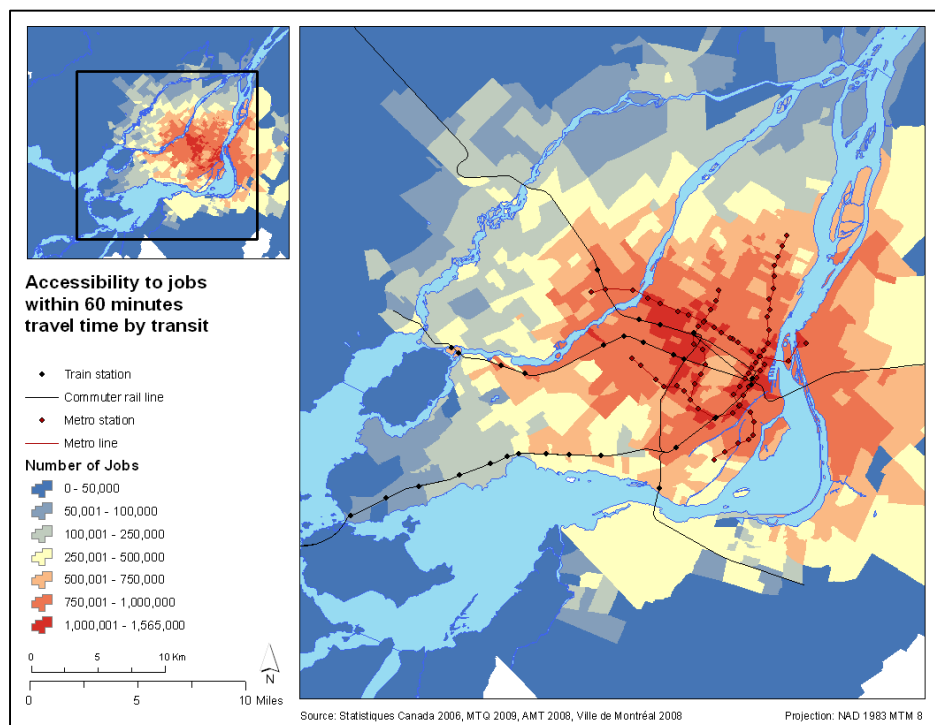 Accessibility to jobs
within 60 minutes
travel time by transit
Train station
Commuter rail line
Metro station
Metro line
Number of Jobs
0 - 50,000
50,001 - 100,000
100,001 - 250,000
250,001 - 500,000
500,001 - 750,000
750,001 - 1,000,000
1,000,001 - 1,565,000
0 5 10 Km
N
0 5 10 Miles
Source: Statistiques Canada 2006, MTQ 2009, AMT 2008, Ville de Montréal 2008 Projection: NAD 1983 MTM 8